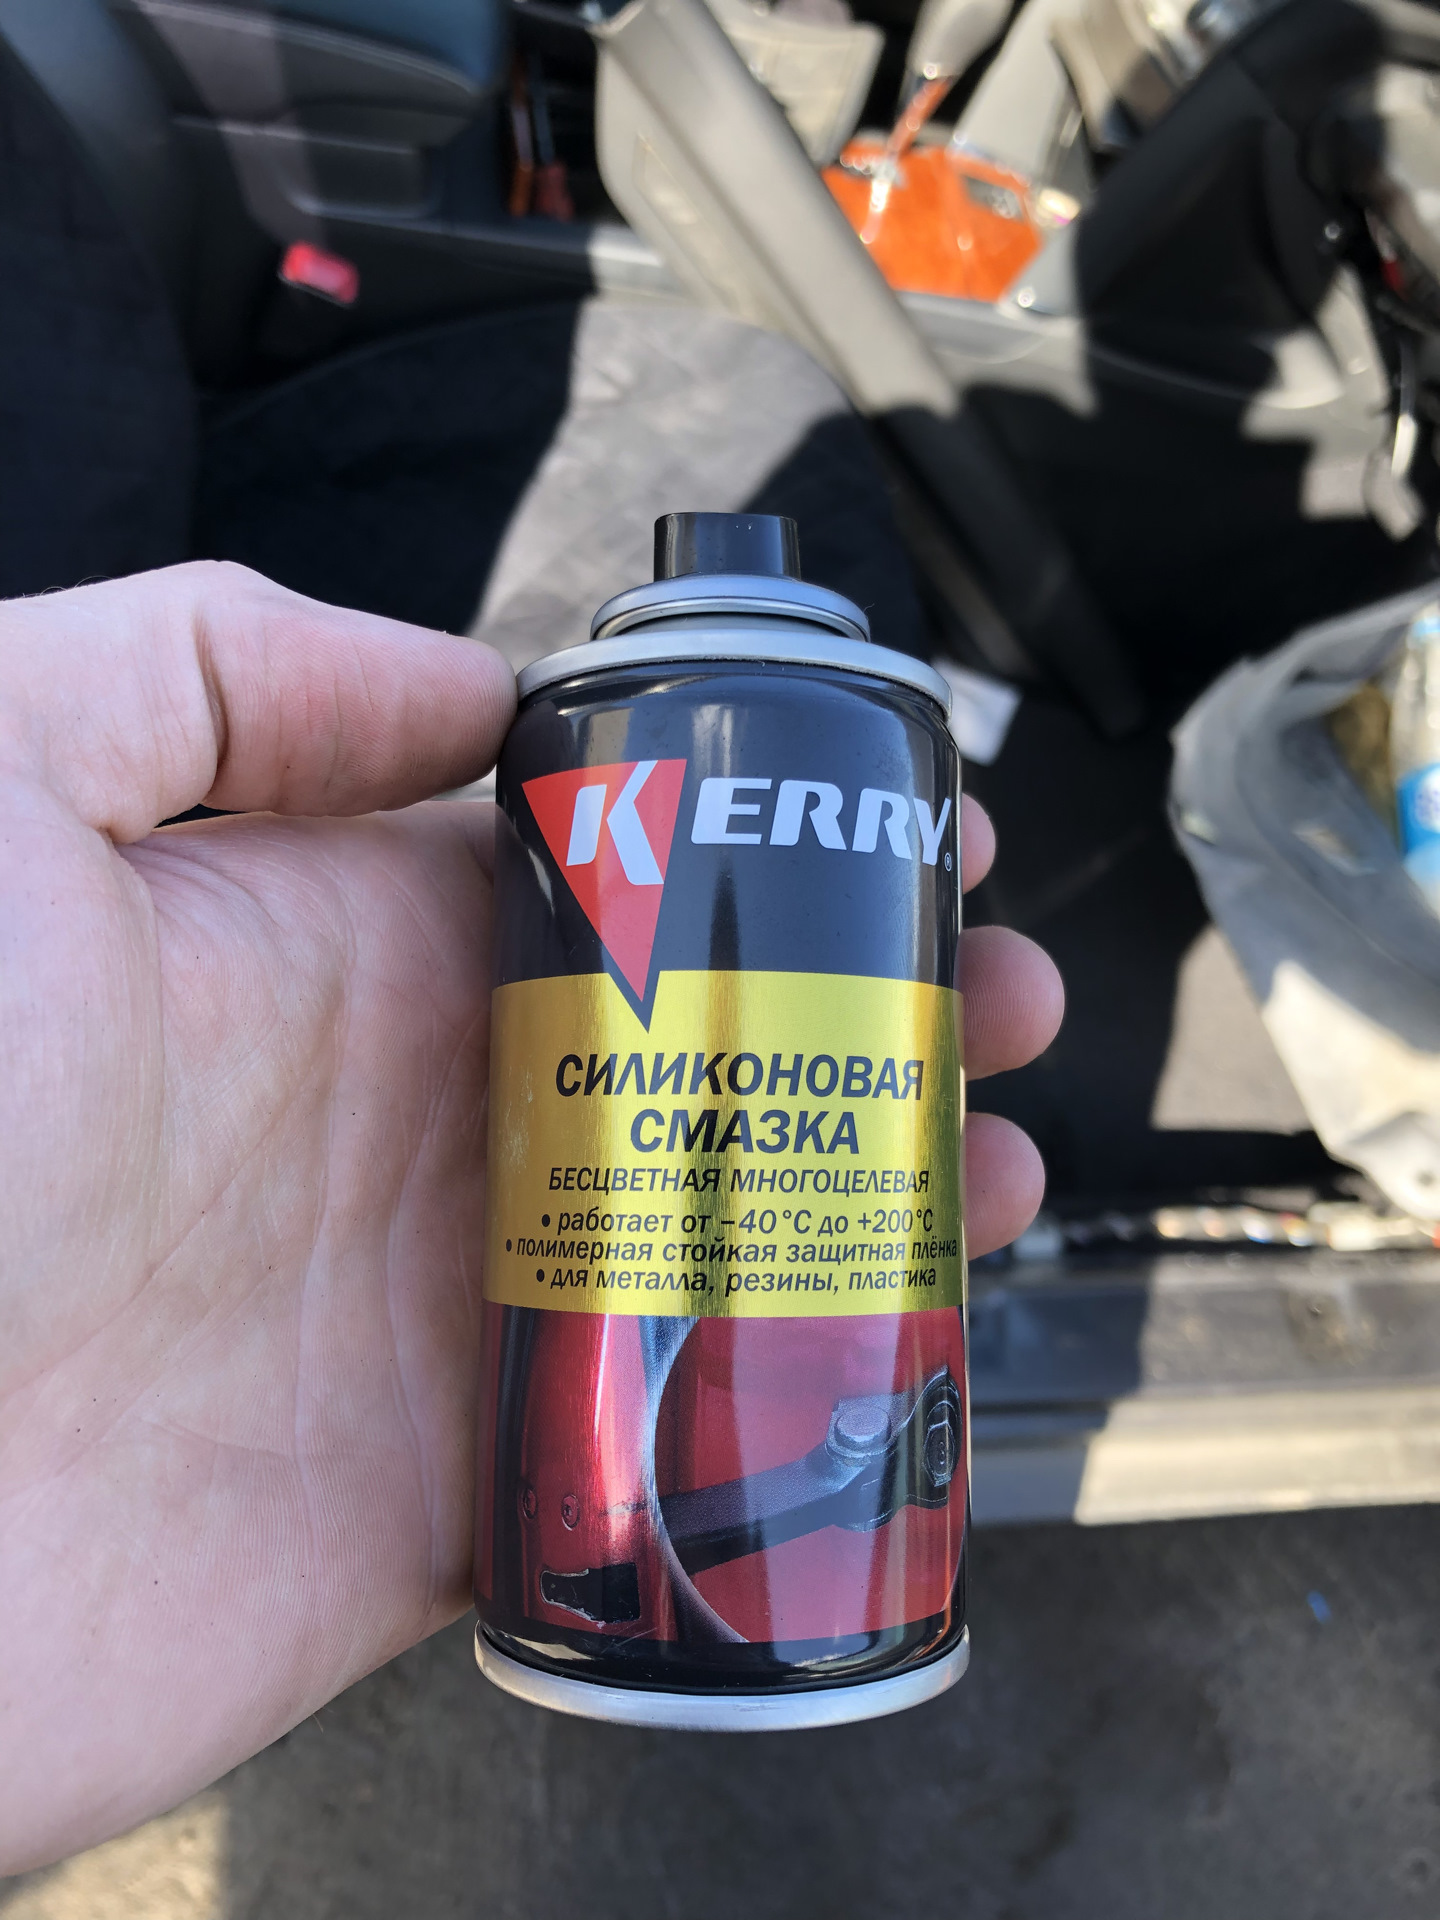 KERRY®
СИЛИКОНОВАЯ
СМАЗКА
БЕСЦВЕТНАЯ МНОГОЦЕЛЕВАЯ
• работает от –40°С до +200°С
• полимерная стойкая защитная плёнка
• для металла, резины, пластика